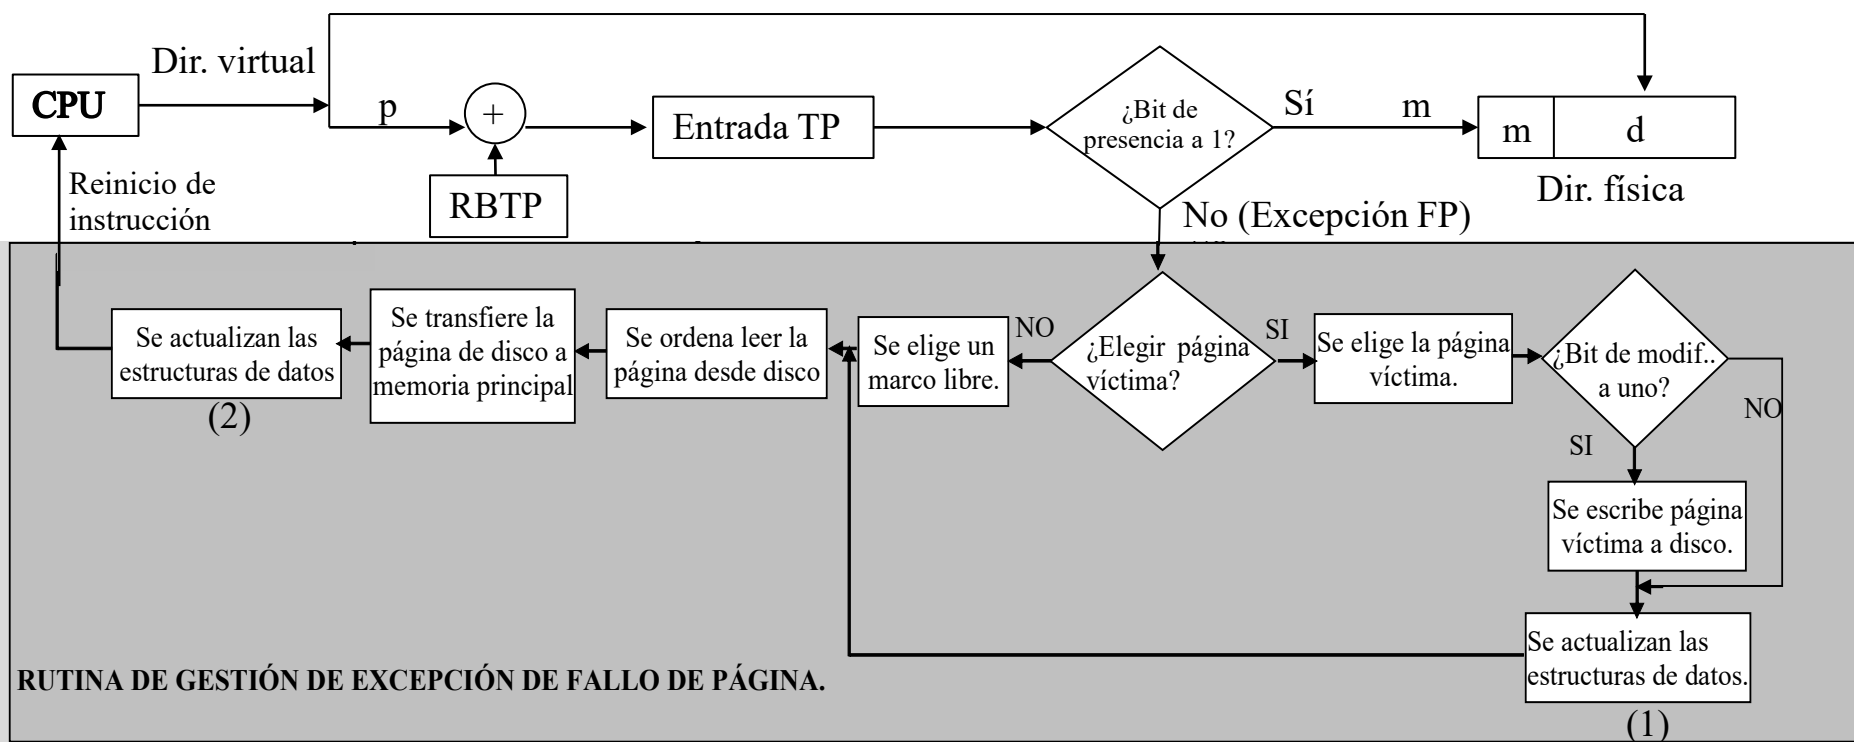 Dir. virtual
CPU
p
+
Entrada TP
¿Bit de
presencia a 1?
Sí
m
m
d
Dir. física
Reinicio de
instrucción
RBTP
No (Excepción FP)
Se actualizan las
estructuras de datos
(2)
Se transfiere la
página de disco a
memoria principal
Se ordena leer la
página desde disco
Se elige un
marco libre.
NO
¿Elegir página
víctima?
SI
Se elige la página
víctima.
¿Bit de modif..
a uno?
NO
SI
Se escribe página
víctima a disco.
Se actualizan las
estructuras de datos.
(1)
RUTINA DE GESTIÓN DE EXCEPCIÓN DE FALLO DE PÁGINA.